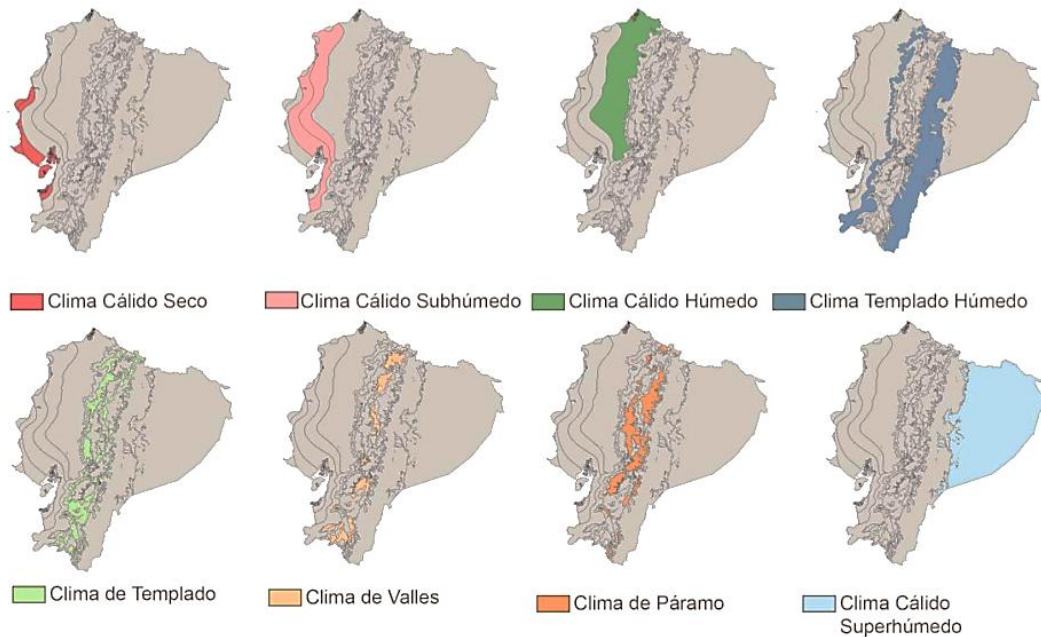 Clima Cálido Seco
Clima Cálido Subhúmedo
Clima Cálido Húmedo
Clima Templado Húmedo
Clima de Templado
Clima de Valles
Clima de Páramo
Clima Cálido
Superhúmedo